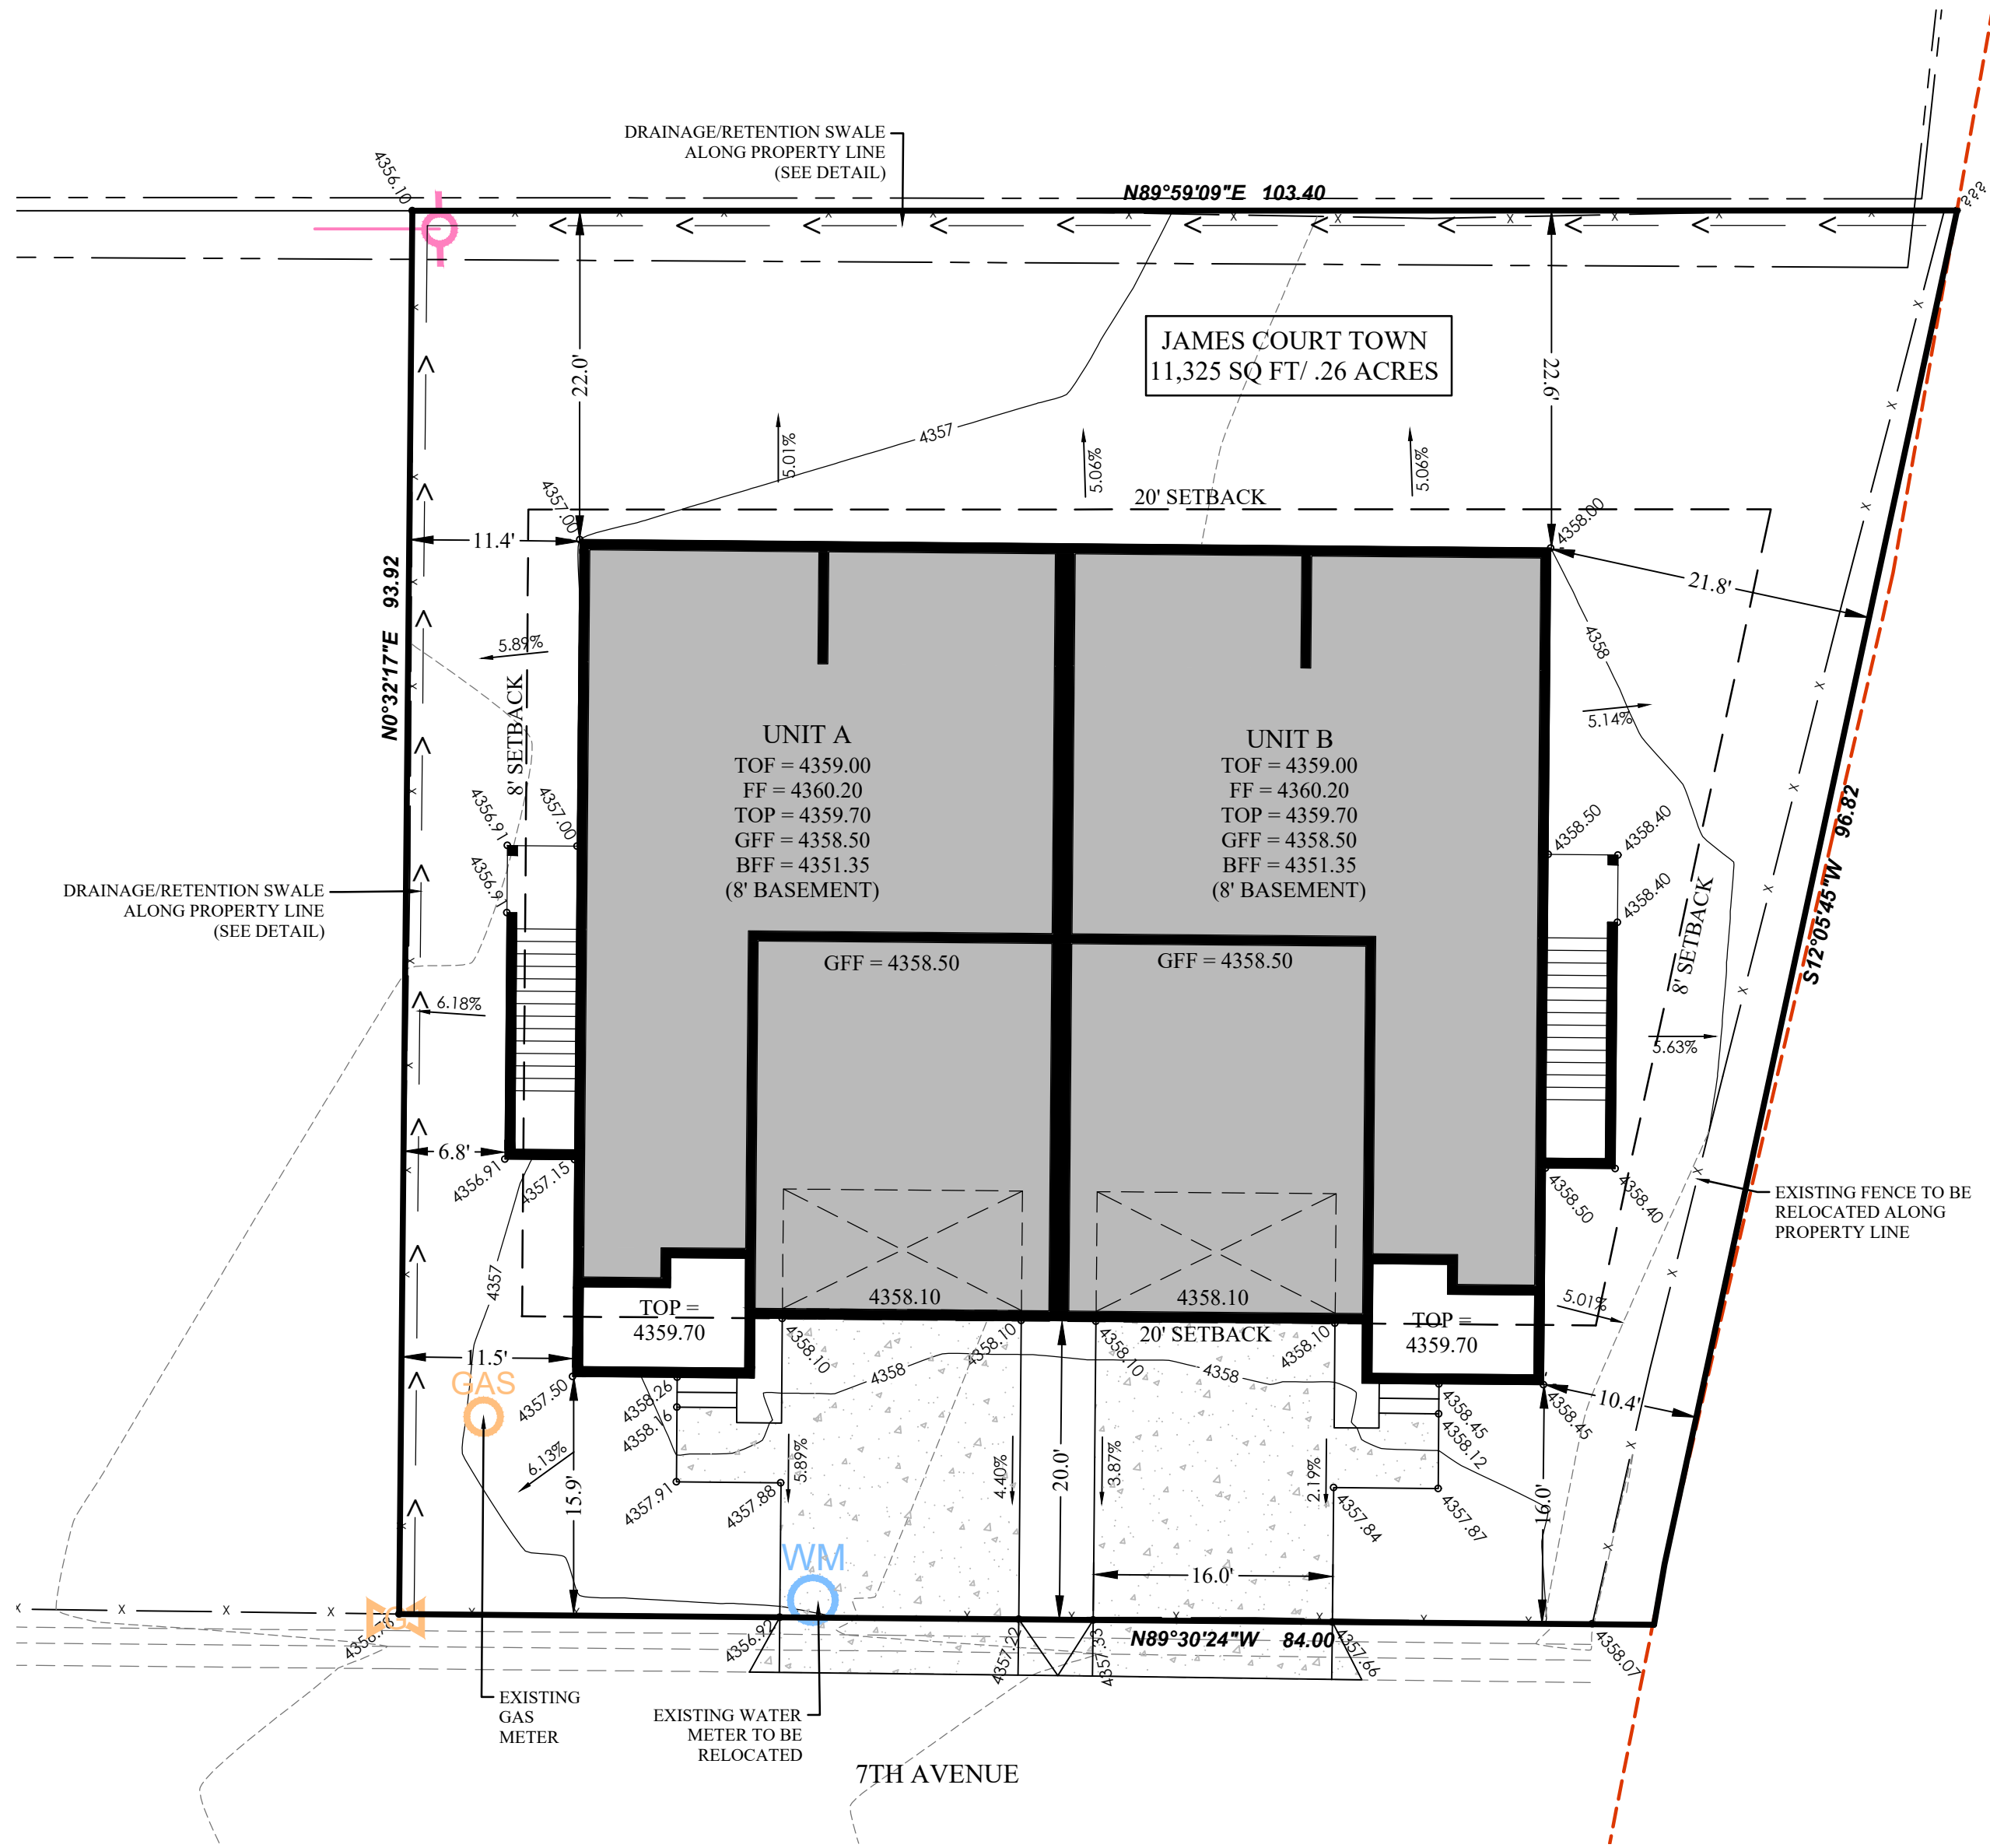 DRAINAGE/RETENTION SWALE
ALONG PROPERTY LINE
(SEE DETAIL)
4356.10
N89°59'09"E 103.40
???
JAMES COURT TOWN
11,325 SQ FT/ .26 ACRES
22.0'
22.6'
4357
5.01%
5.06%
5.06%
20' SETBACK
4357.00
4358.00
11.4'
21.8'
N0°32'17"E 93.92
5.89%
4358
5.14%
8' SETBACK
UNIT A
TOF = 4359.00
FF = 4360.20
TOP = 4359.70
GFF = 4358.50
BFF = 4351.35
(8' BASEMENT)
UNIT B
TOF = 4359.00
FF = 4360.20
TOP = 4359.70
GFF = 4358.50
BFF = 4351.35
(8' BASEMENT)
4356.91
4357.00
4356.91
4358.50
4358.40
4358.40
S12°05'45"W 96.82
DRAINAGE/RETENTION SWALE
ALONG PROPERTY LINE
(SEE DETAIL)
8' SETBACK
GFF = 4358.50
GFF = 4358.50
6.18%
5.63%
6.8'
4356.91
4357.15
4358.50
4358.40
EXISTING FENCE TO BE
RELOCATED ALONG
PROPERTY LINE
4357
4358.10
4358.10
5.01%
TOP =
4359.70
20' SETBACK
TOP =
4359.70
4358.10
4358.10
4358.10
4358.10
11.5'
4358
4358
GAS
4357.50
4358.26
4358.16
4358.45
4358.12
4358.45
10.4'
6.13%
15.9'
5.89%
4.40%
20.0'
3.87%
2.19%
16.0'
4357.91
4357.88
4357.84
4357.87
WM
16.0'
G
4356.92
4357.22
4357.33
N89°30'24"W 84.00
4357.66
4358.07
EXISTING
GAS
METER
EXISTING WATER
METER TO BE
RELOCATED
7TH AVENUE